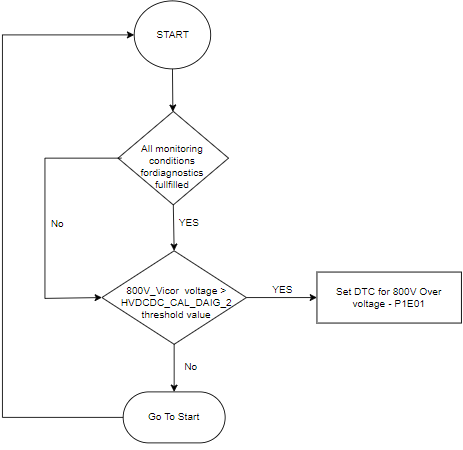 START
All monitoring
conditions
fordiagnostics
fullfilled
No
YES
800V_Vicor voltage >
HVDCDC_CAL_DAIG_2
threshold value
YES
Set DTC for 800V Over
voltage - P1E01
No
Go To Start